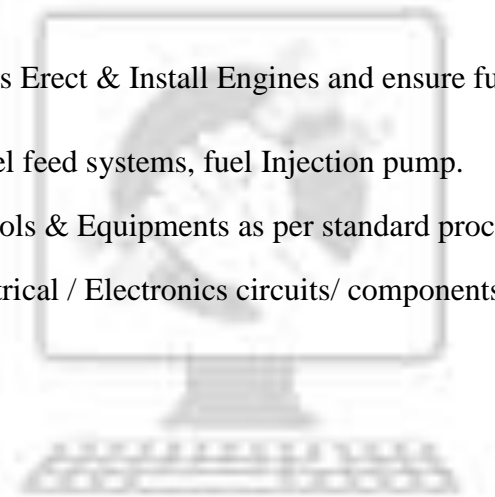 s Erect & Install Engines and ensure fu
el feed systems, fuel Injection pump.
ols & Equipments as per standard proc
trical / Electronics circuits/ components